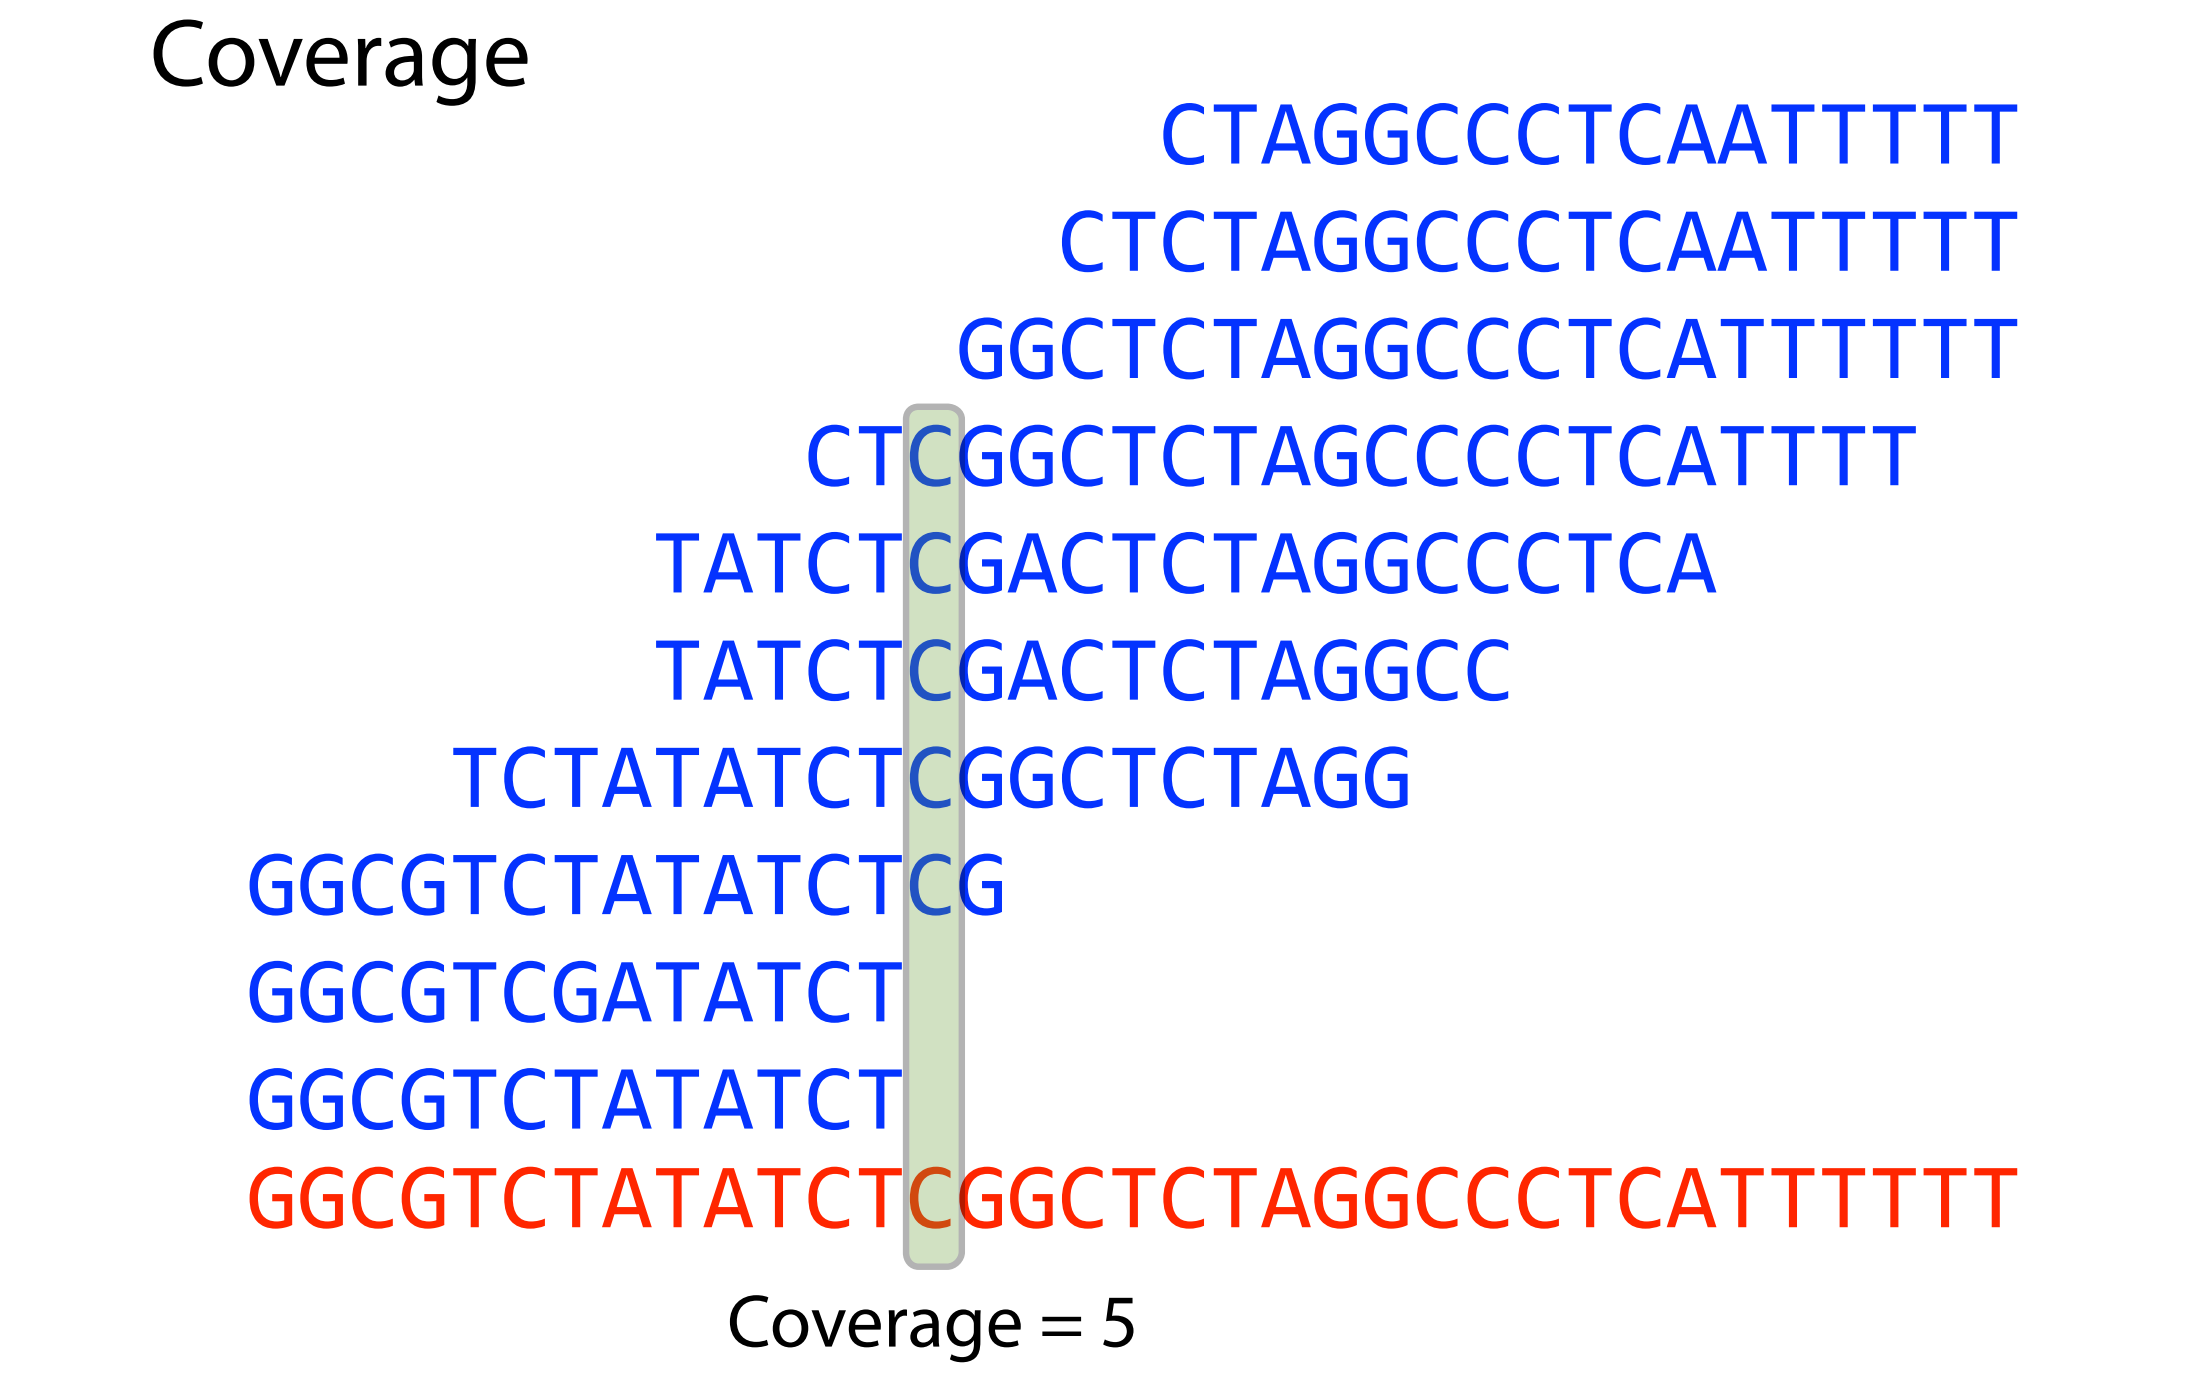 Coverage
CTAGGCCCTCAATTTTT
CTCTAGGCCCTCAATTTTT
GGCTCTAGGCCCTCATTTTTT
CTCGGCTCTAGCCCCTCATTTT
TATCTCGACTCTAGGCCCTCA
TATCTCGACTCTAGGCC
TCTATATCTCGGCTCTAGG
GGCGTCTATATCTCG
GGCGTCGATATCT
GGCGTCTATATCT
GGCGTCTATATCTCGGCTCTAGGCCCTCATTTTTT
Coverage = 5